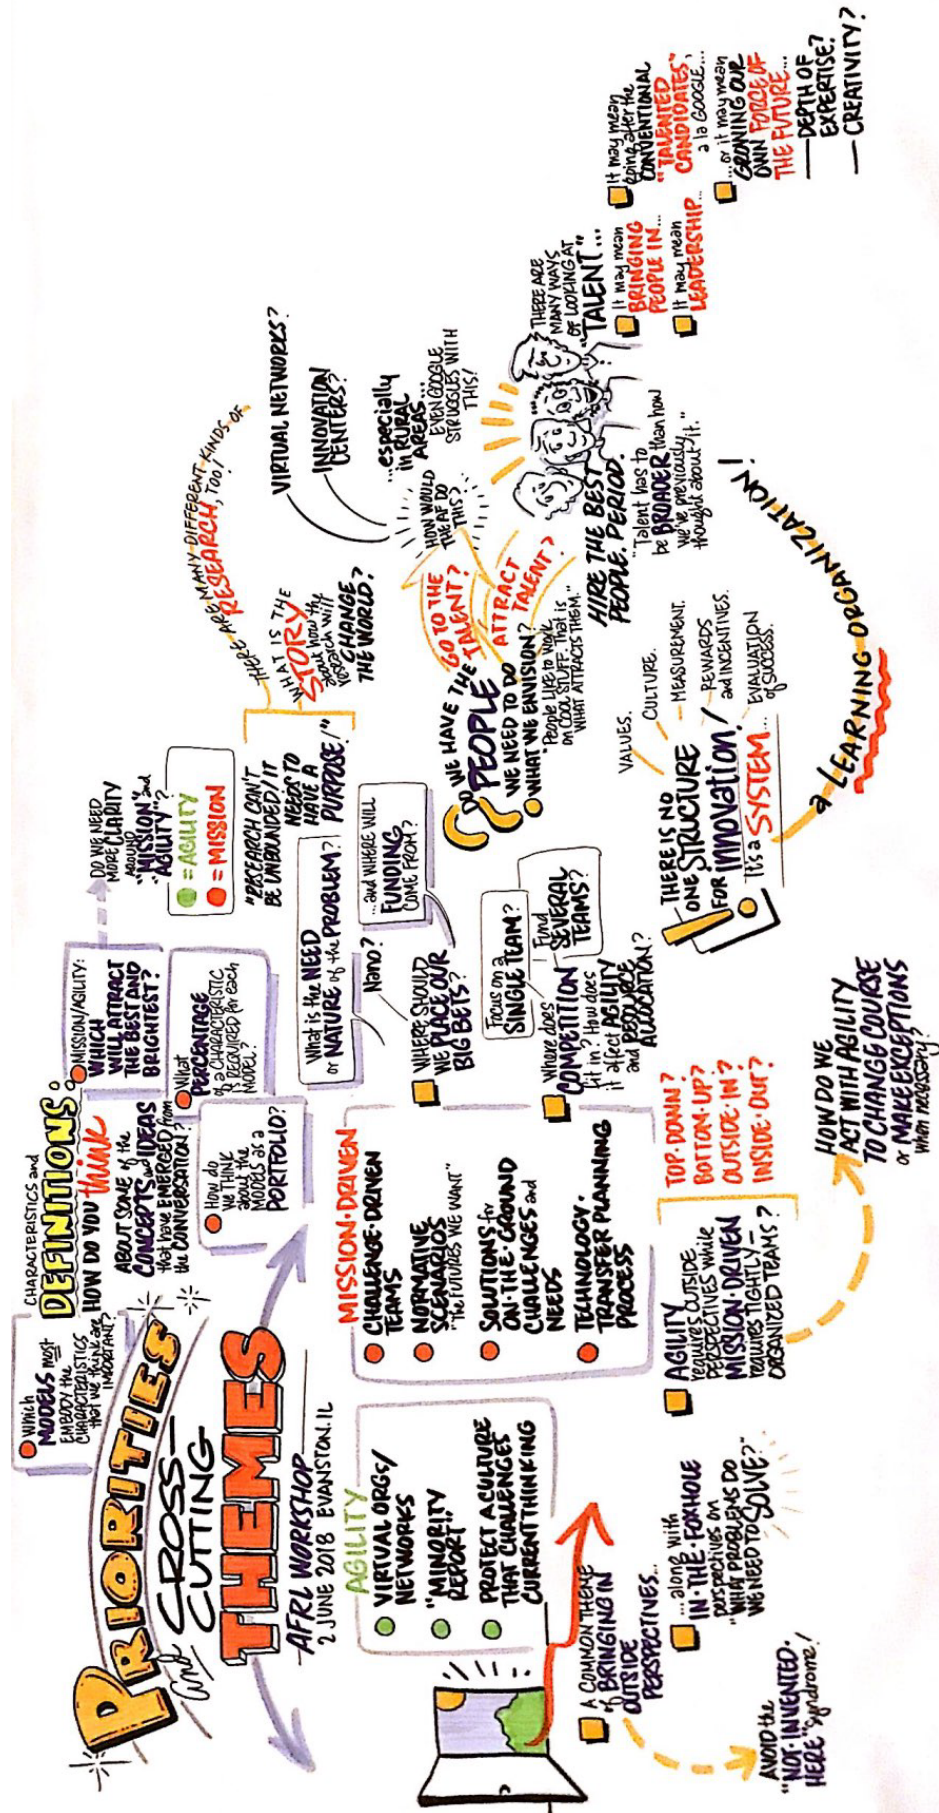 PRIORITIES
and CROSS-
CUTTING
THEMES
AFRL WORKSHOP
2 JUNE 2018 EVANSTON. IL
Which
MODELS most
EMBODY the
CHARACTERISTICS
that we think are
IMPORTANT?
CHARACTERISTICS and
DEFINITIONS:
HOW DO YOU think
ABOUT SOME of the
CONCEPTS and IDEAS
that have EMERGED from
the CONVERSATION?
How do
we THINK
about the
MODELS as a
PORTFOLIO?
MISSION/AGILITY:
WHICH
WILL ATTRACT
THE BEST AND
BRIGHTEST?
What
PERCENTAGE
of a CHARACTERISTIC
is REQUIRED for each
MODEL?
DO WE NEED
MORE CLARITY
AROUND
"MISSION" and
"AGILITY"?
= AGILITY
= MISSION
AGILITY
VIRTUAL ORGS/
NETWORKS
"MINORITY
REPORT"
PROTECT A CULTURE
THAT CHALLENGES
CURRENT THINKING
MISSION-DRIVEN
CHALLENGE-DRIVEN
TEAMS
NORMATIVE
SCENARIOS
"THE FUTURES WE WANT"
SOLUTIONS for
ON-THE-GROUND
CHALLENGES and
NEEDS
TECHNOLOGY-
TRANSFER PLANNING
PROCESS
"RESEARCH CAN'T
BE UNBOUNDED/IT
NEEDS TO
HAVE A
PURPOSE!"
THERE ARE MANY DIFFERENT KINDS OF
RESEARCH, TOO!
WHAT IS THE
STORY
about how the
research will
CHANGE
THE WORLD?
What is the NEED
or NATURE of the PROBLEM?
Nano?
...and WHERE WILL
FUNDING
COME FROM?
WHERE SHOULD
WE PLACE OUR
BIG BETS?
Focus on a
SINGLE TEAM?
Fund
SEVERAL
TEAMS?
Where does
COMPETITION
fit in? How does
it affect AGILITY
and RESOURCE
ALLOCATION?
DO WE HAVE THE
PEOPLE
WE NEED TO DO
WHAT WE ENVISION?
"PEOPLE LIKE TO WORK
ON COOL STUFF. THAT IS
WHAT ATTRACTS THEM."
GO TO THE
TALENT?
ATTRACT
TALENT?
HOW WOULD
THE AF DO
THIS?
VIRTUAL NETWORKS?
INNOVATION
CENTERS?
...especially
in RURAL
AREAS...
EVEN GOOGLE
STRUGGLES WITH
THIS!
HIRE THE BEST
PEOPLE. PERIOD.
"Talent has to
be BROADER than how
we've previously
thought about it."
THERE ARE
MANY WAYS
OF LOOKING AT
"TALENT"...
It may mean
BRINGING
PEOPLE IN...
It may mean
LEADERSHIP...
It may mean
going after the
CONVENTIONAL
"TALENTED
CANDIDATES",
a la GOOGLE...
...or it may mean
GROWING OUR
OWN FORCE OF
THE FUTURE...
—DEPTH OF
EXPERTISE?
—CREATIVITY?
A COMMON THEME
of BRINGING IN
OUTSIDE
PERSPECTIVES...
AVOID the
"NOT-INVENTED-
HERE" Syndrome!
...along with
IN-THE-FOXHOLE
perspectives on
"WHAT PROBLEMS DO
WE NEED TO SOLVE?"
AGILITY
requires OUTSIDE
PERSPECTIVES while
MISSION-DRIVEN
requires TIGHTLY-
ORGANIZED TEAMS?
TOP-DOWN?
BOTTOM-UP?
OUTSIDE-IN?
INSIDE-OUT?
HOW DO WE
ACT WITH AGILITY
TO CHANGE COURSE
or MAKE EXCEPTIONS
when necessary?
THERE IS NO
ONE STRUCTURE
FOR INNOVATION!
It's a SYSTEM...
VALUES.
CULTURE.
MEASUREMENT.
REWARDS
and INCENTIVES.
EVALUATION
of SUCCESS.
a LEARNING ORGANIZATION!